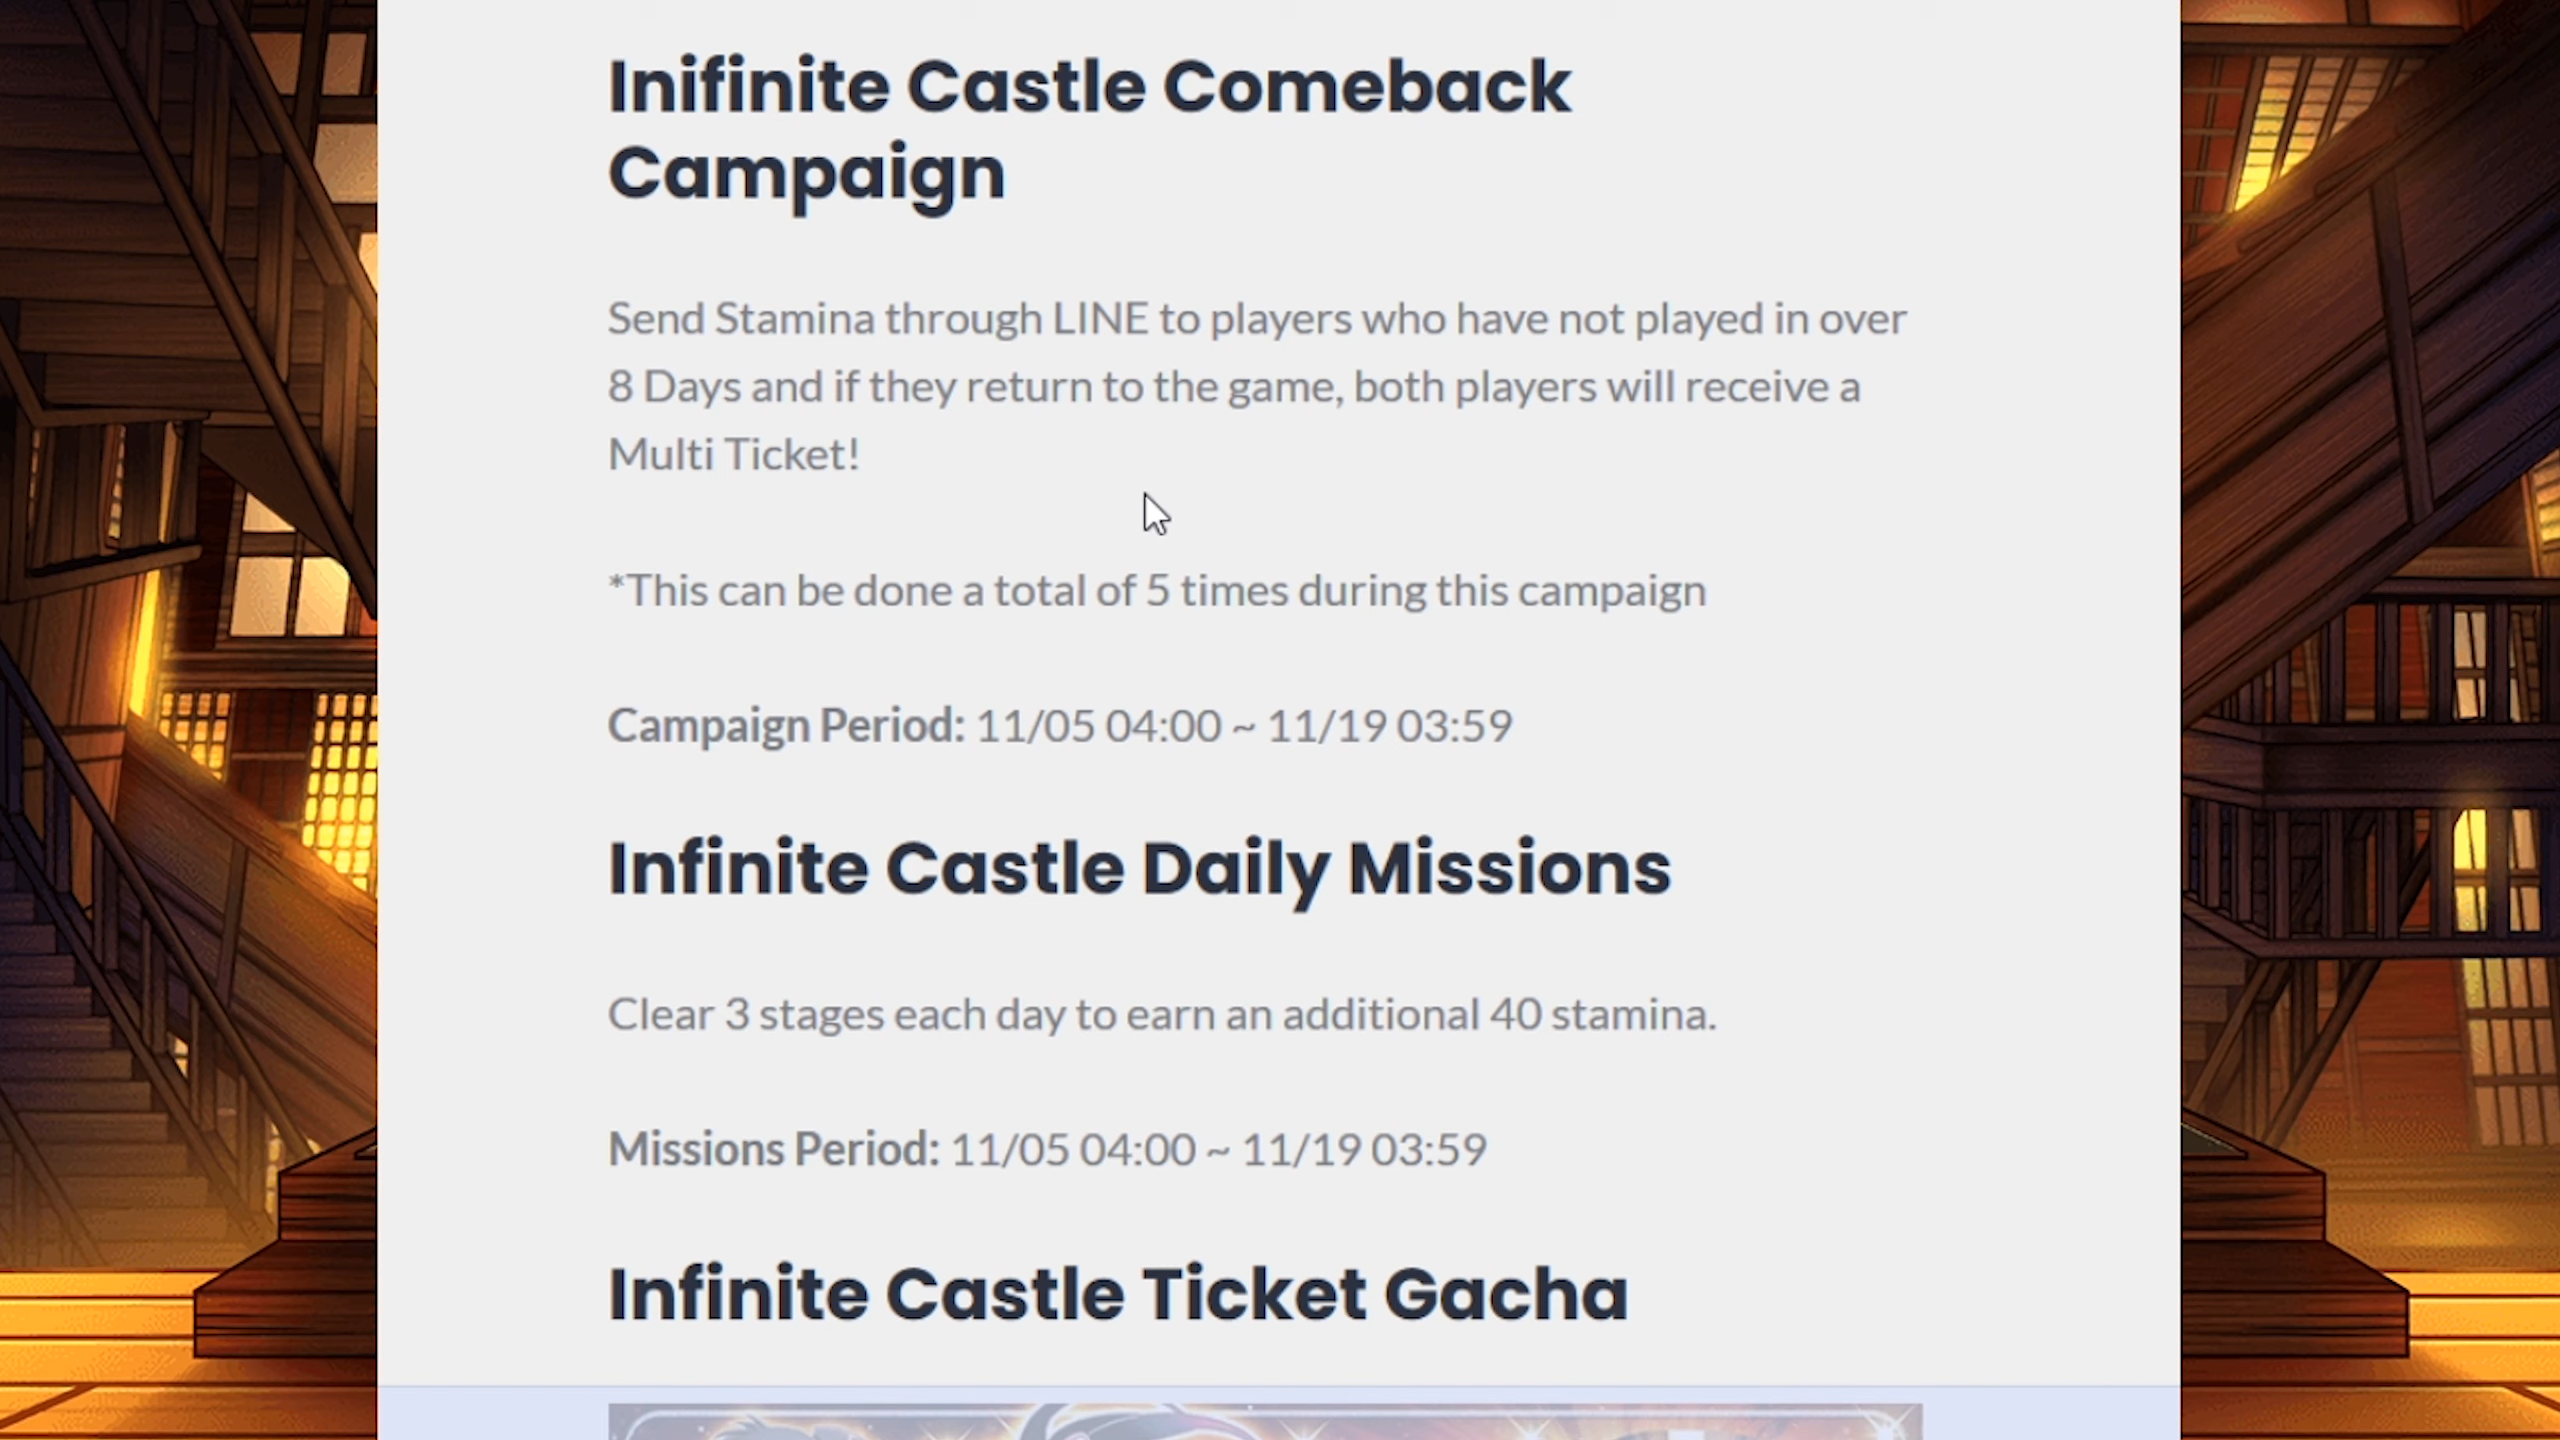 Inifinite Castle Comeback
Campaign
Send Stamina through LINE to players who have not played in over
8 Days and if they return to the game, both players will receive a
Multi Ticket!
*This can be done a total of 5 times during this campaign
Campaign Period: 11/05 04:00 ~ 11/19 03:59
Infinite Castle Daily Missions
Clear 3 stages each day to earn an additional 40 stamina.
Missions Period: 11/05 04:00 ~ 11/19 03:59
Infinite Castle Ticket Gacha